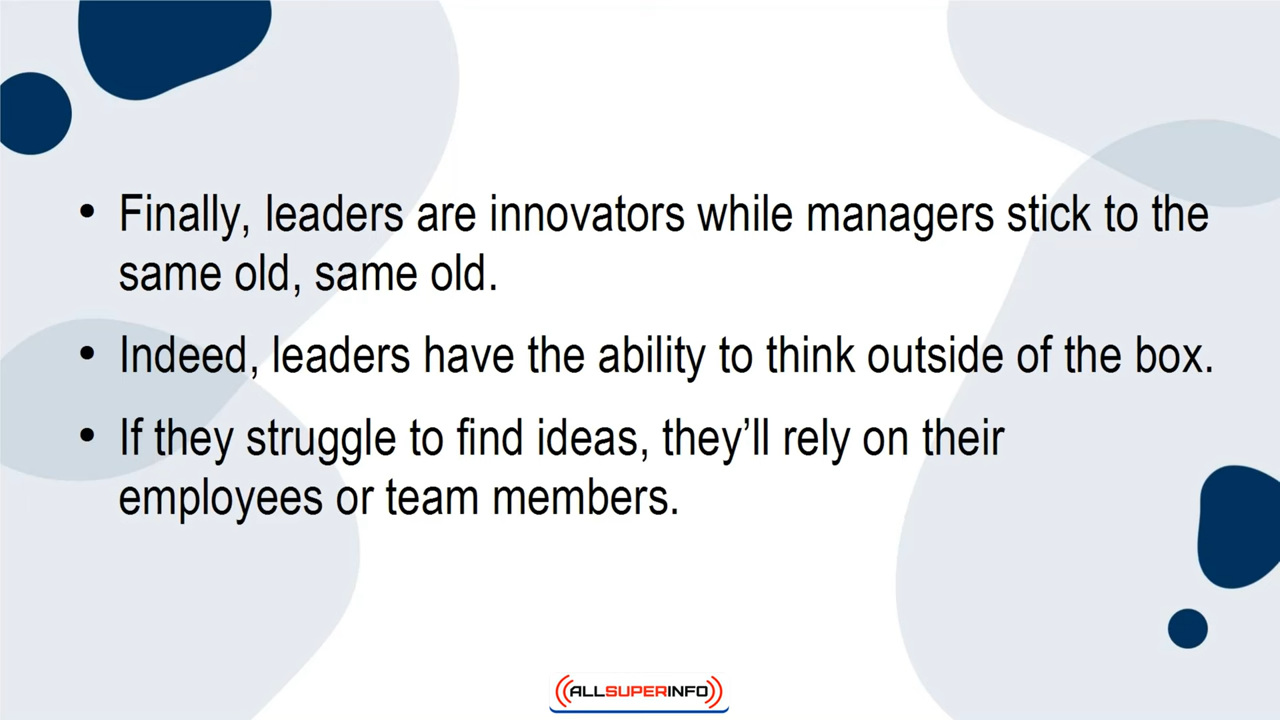 • Finally, leaders are innovators while managers stick to the
same old, same old.
• Indeed, leaders have the ability to think outside of the box.
• If they struggle to find ideas, they’ll rely on their
employees or team members.
ALLSUPERINFO